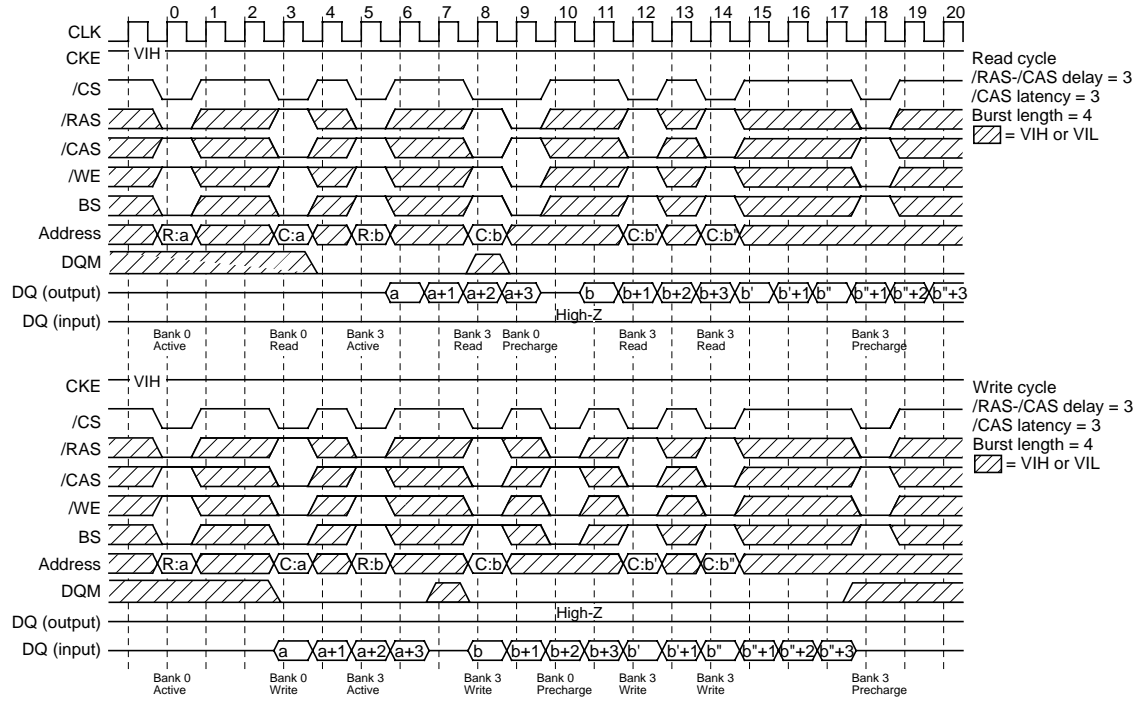 0 1 2 3 4 5 6 7 8 9 10 11 12 13 14 15 16 17 18 19 20
CLK
CKE VIH
/CS
/RAS
/CAS
/WE
BS
Address R:a C:a R:b C:b C:b' C:b"
DQM
DQ (output) a a+1 a+2 a+3 b b+1 b+2 b+3 b' b'+1 b" b"+1 b"+2 b"+3
DQ (input) High-Z
Bank 0 Bank 0 Bank 3 Bank 3 Bank 0 Bank 3 Bank 3 Bank 3
Active Read Active Read Precharge Read Read Precharge
Read cycle
/RAS-/CAS delay = 3
/CAS latency = 3
Burst length = 4
= VIH or VIL
CKE VIH
/CS
/RAS
/CAS
/WE
BS
Address R:a C:a R:b C:b C:b' C:b"
DQM
DQ (output) High-Z
DQ (input) a a+1 a+2 a+3 b b+1 b+2 b+3 b' b'+1 b" b"+1 b"+2 b"+3
Bank 0 Bank 0 Bank 3 Bank 3 Bank 0 Bank 3 Bank 3 Bank 3
Active Write Active Write Precharge Write Write Precharge
Write cycle
/RAS-/CAS delay = 3
/CAS latency = 3
Burst length = 4
= VIH or VIL